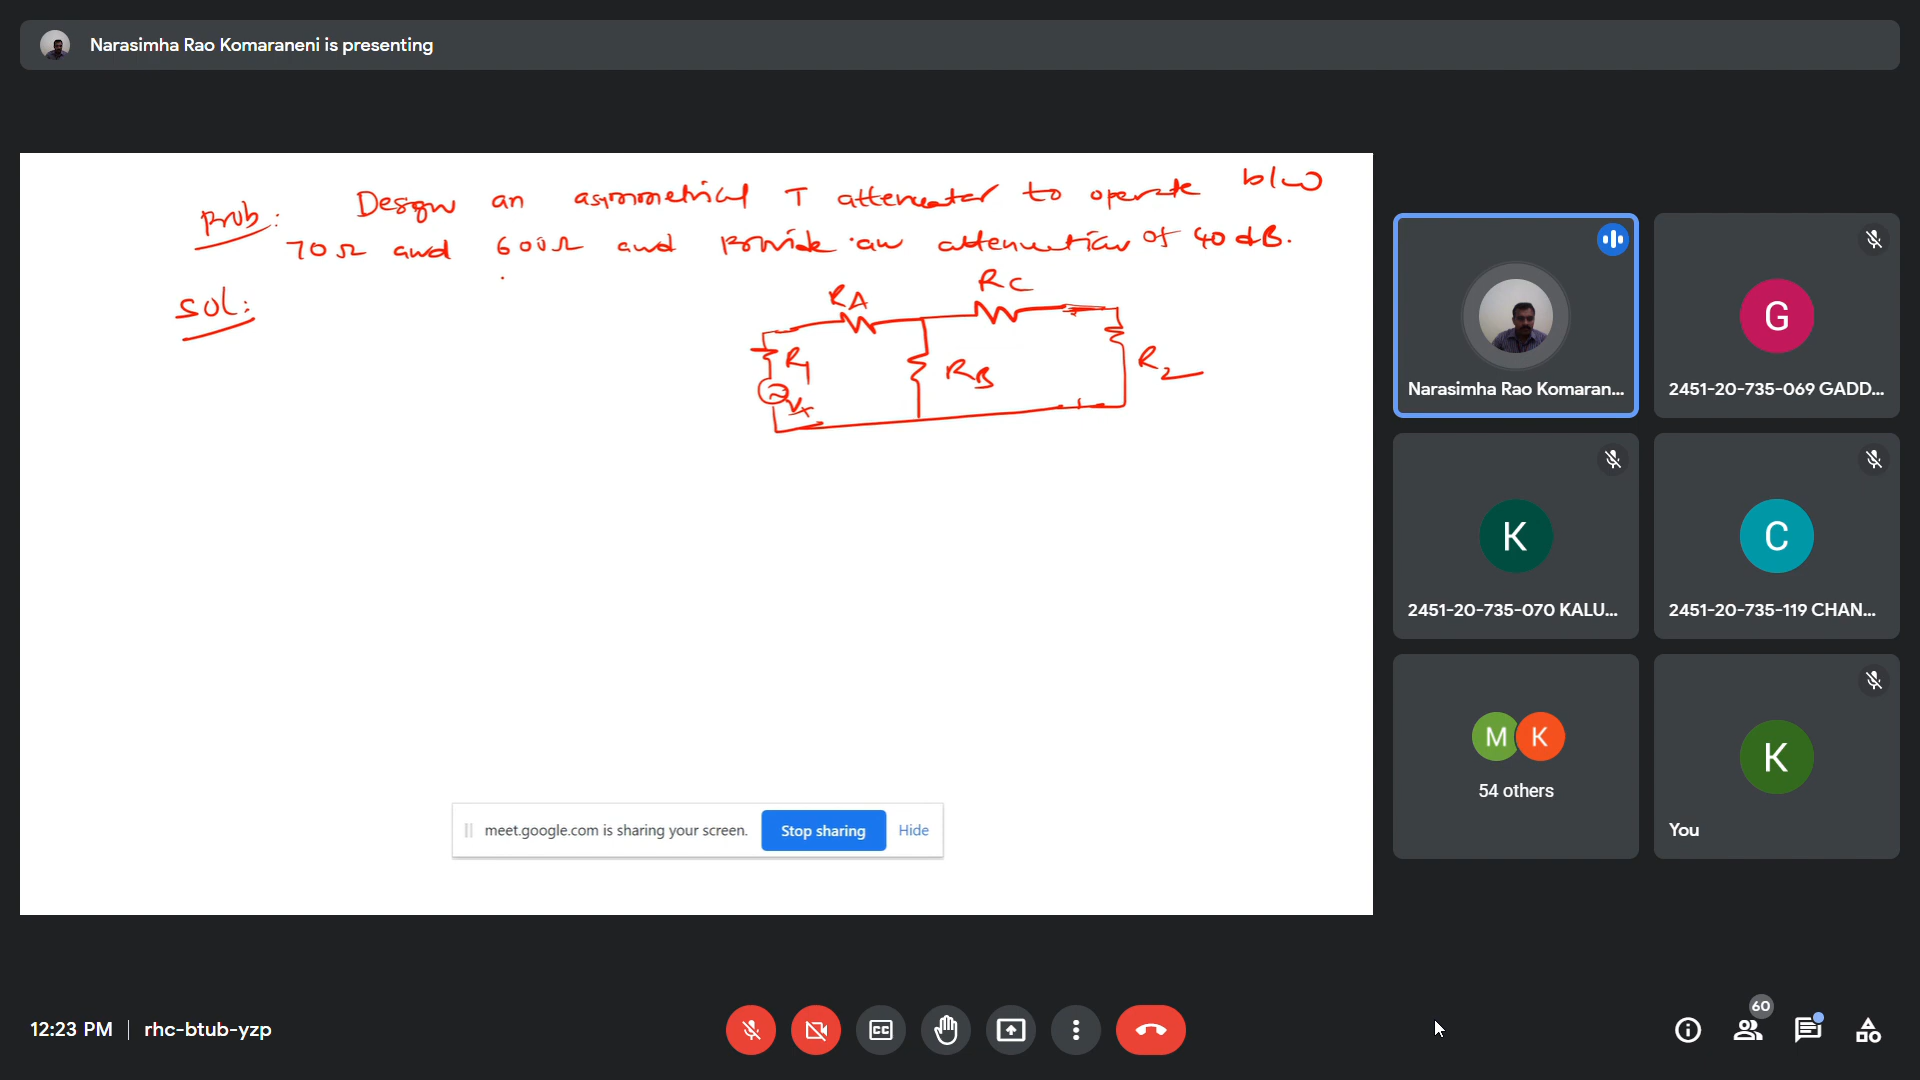 Narasimha Rao Komaraneni is presenting
Prob: Design an asymmetrical T attenuator to operate b/w
70Ω and 600Ω and provide an attenuation of 40 dB.
Sol:
RA
RC
R1
RB
R2
meet.google.com is sharing your screen.
Stop sharing
Hide
Narasimha Rao Komaran...
2451-20-735-069 GADD...
G
K
2451-20-735-070 KALU...
C
2451-20-735-119 CHAN...
M K
54 others
K
You
12:23 PM | rhc-btub-yzp
CC
60